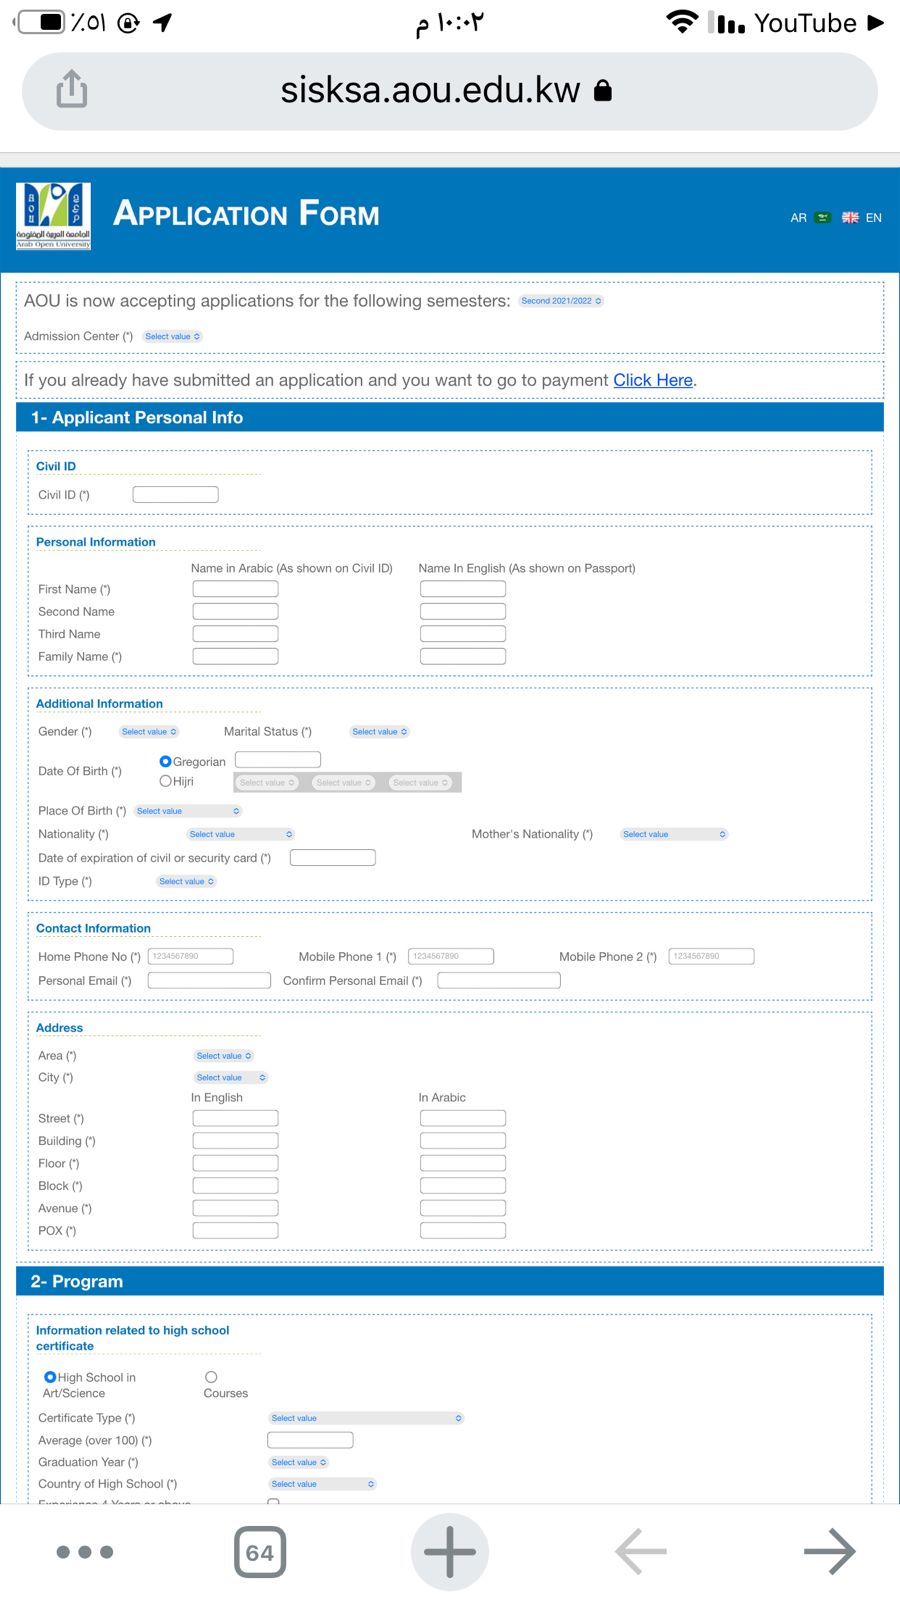 ٪٥١ ١٠:٠٢ م YouTube
sisksa.aou.edu.kw
الجامعة العربية المفتوحة
Arab Open University
APPLICATION FORM
AR EN
AOU is now accepting applications for the following semesters: Second 2021/2022
Admission Center (*) Select value
If you already have submitted an application and you want to go to payment Click Here.
1- Applicant Personal Info
Civil ID
Civil ID (*)
Personal Information
Name in Arabic (As shown on Civil ID) Name In English (As shown on Passport)
First Name (*)
Second Name
Third Name
Family Name (*)
Additional Information
Gender (*) Select value Marital Status (*) Select value
Date Of Birth (*) Gregorian
Hijri Select value Select value Select value
Place Of Birth (*) Select value
Nationality (*) Select value Mother's Nationality (*) Select value
Date of expiration of civil or security card (*)
ID Type (*) Select value
Contact Information
Home Phone No (*) 1234567890 Mobile Phone 1 (*) 1234567890 Mobile Phone 2 (*) 1234567890
Personal Email (*) Confirm Personal Email (*)
Address
Area (*) Select value
City (*) Select value
In English In Arabic
Street (*)
Building (*)
Floor (*)
Block (*)
Avenue (*)
POX (*)
2- Program
Information related to high school
certificate
High School in
Art/Science
Courses
Certificate Type (*) Select value
Average (over 100) (*)
Graduation Year (*) Select value
Country of High School (*) Select value
Experience 4 Years or above
64